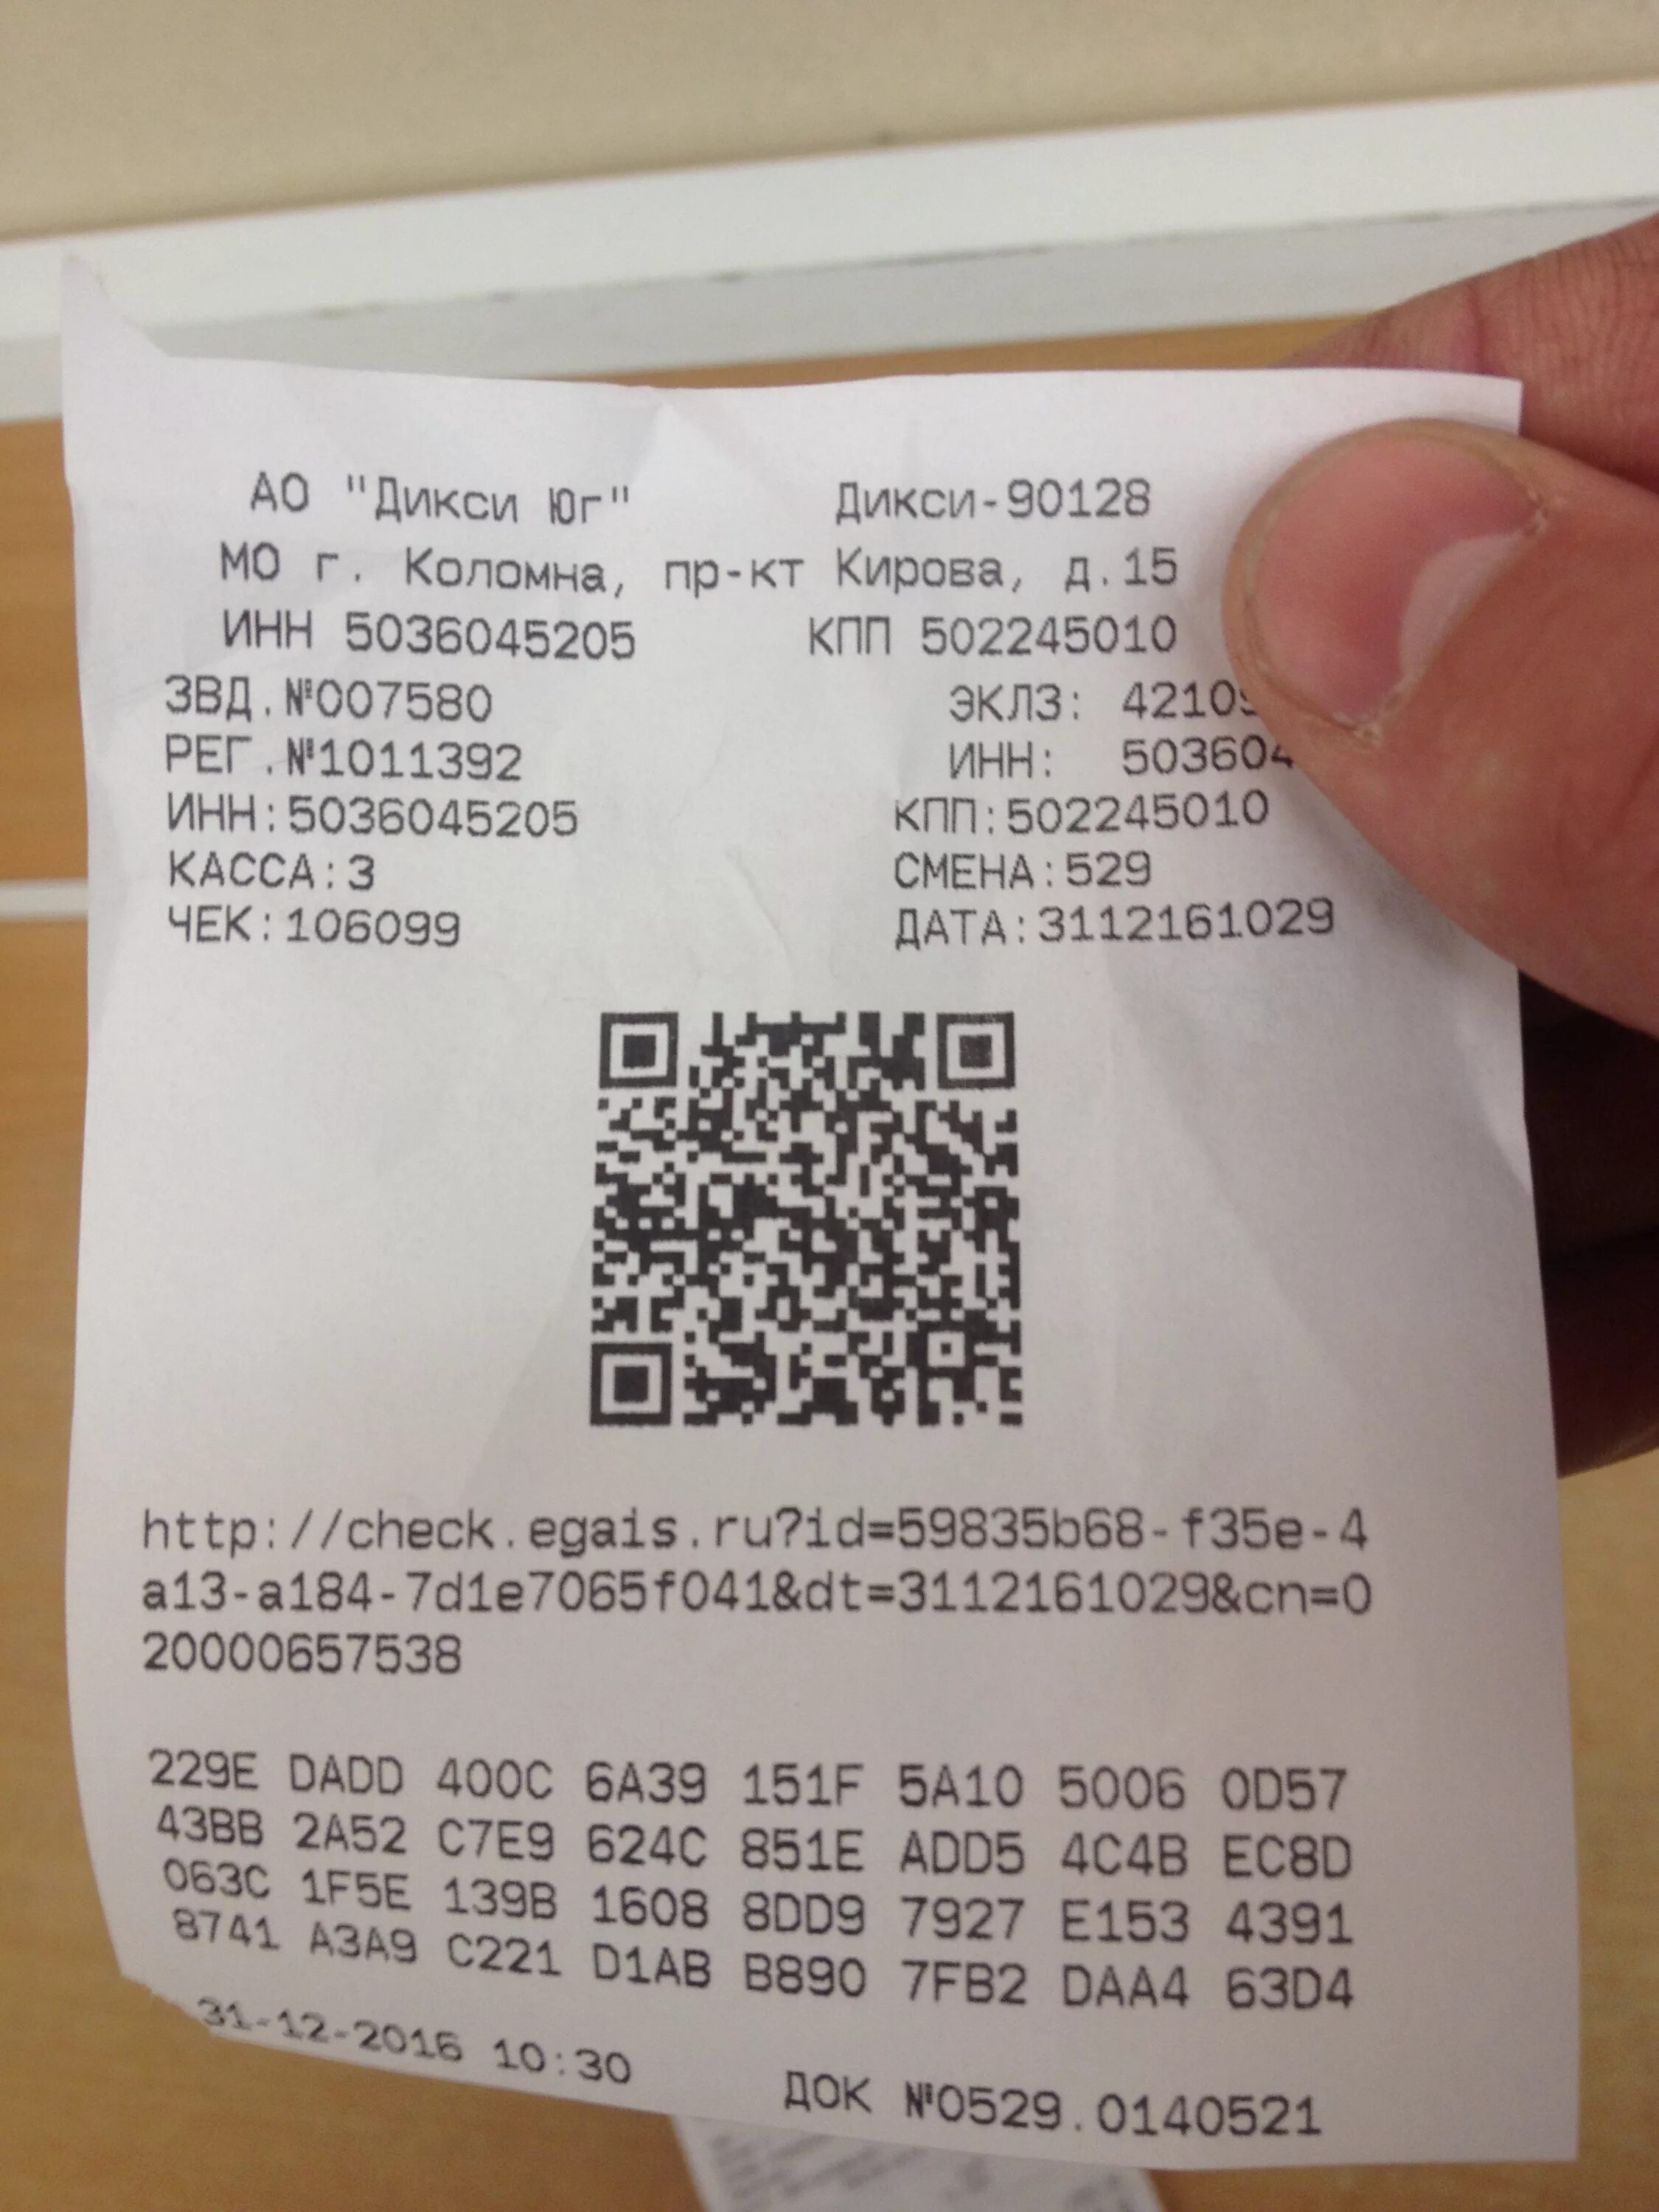 АО "Дикси Юг" Дикси-90128
МО г. Коломна, пр-кт Кирова, д.15
ИНН 5036045205 КПП 502245010
ЗВД.№007580 ЭКЛЗ:
РЕГ.№1011392 ИНН:
ИНН:5036045205 КПП:502245010
КАССА:3 СМЕНА:529
ЧЕК:106099 ДАТА:3112161029
http://check.egais.ru?id=59835b68-f35e-4
a13-a184-7d1e7065f041&dt=3112161029&cn=0
20000657538
229E DADD 400C 6A39 151F 5A10 5006 0D57
43BB 2A52 C7E9 624C 851E ADD5 4C4B EC8D
063C 1F5E 139B 1608 8DD9 7927 E153 4391
8741 A3A9 C221 D1AB B890 7FB2 DAA4 63D4
31-12-2016 10:30 ДОК №0529.0140521